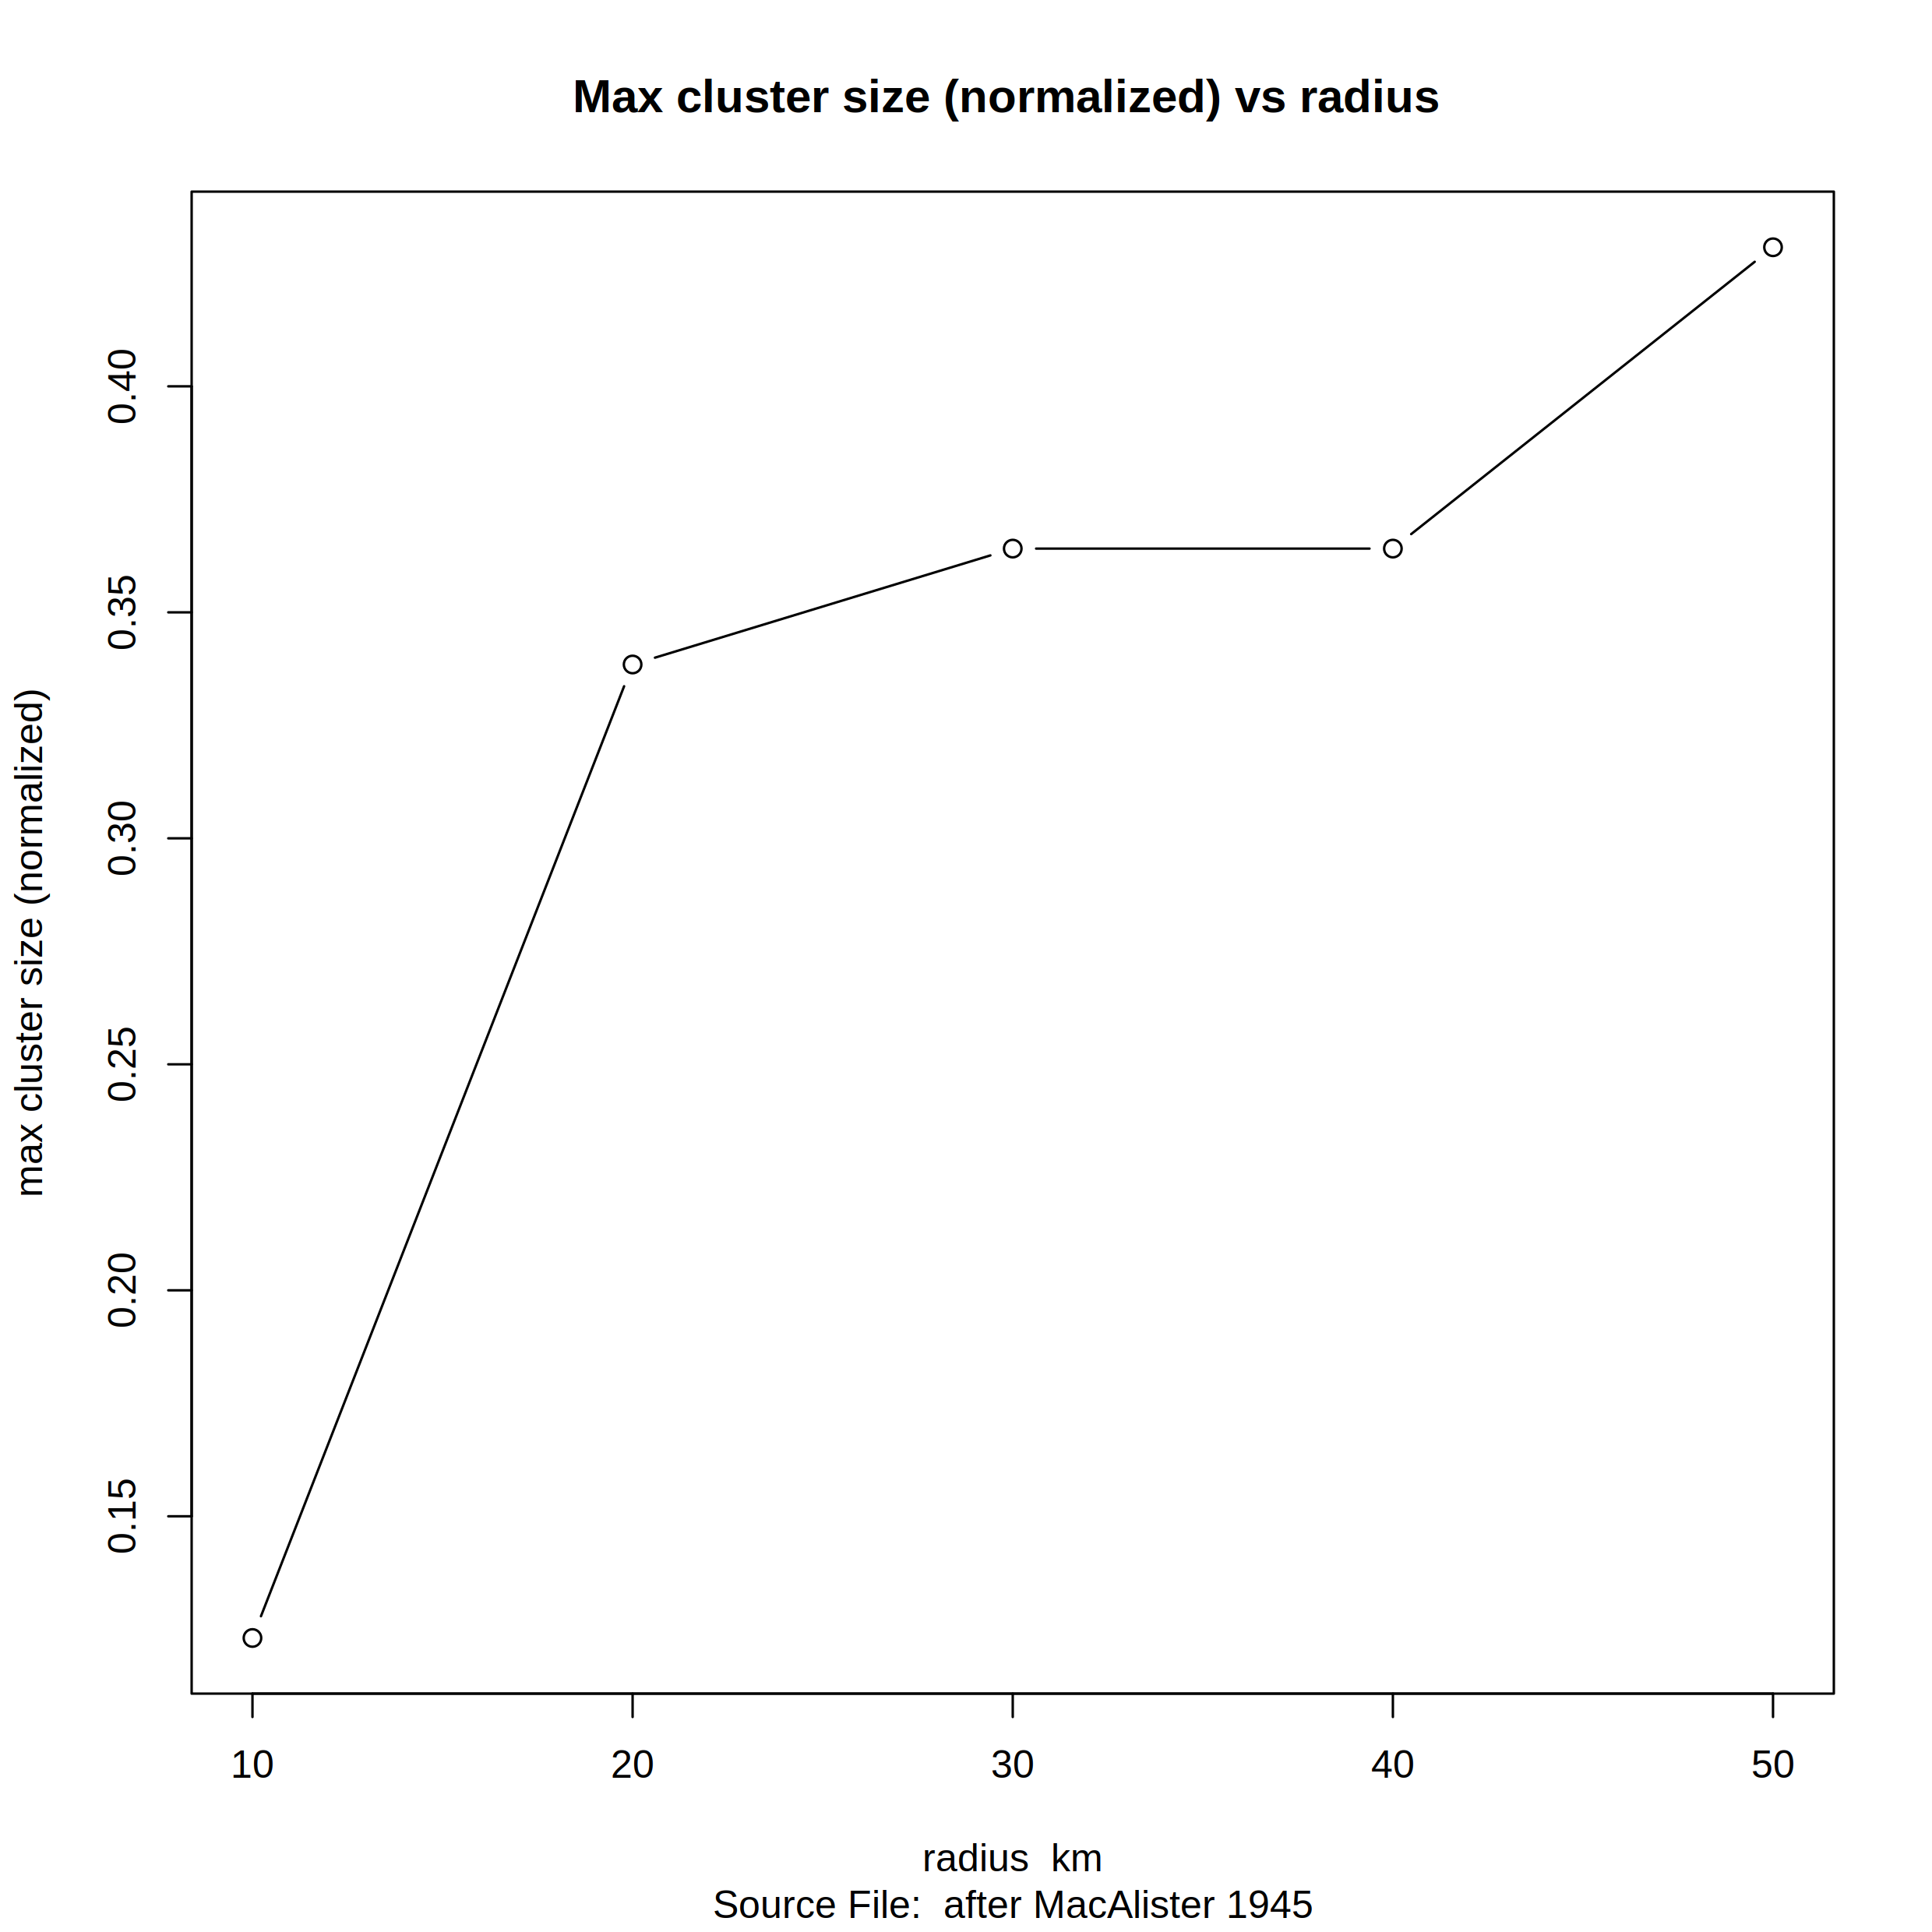 Max cluster size (normalized) vs radius
max cluster size (normalized)
0.40
0.35
0.30
0.25
0.20
0.15
10 20 30 40 50
radius  km
Source File:  after MacAlister 1945